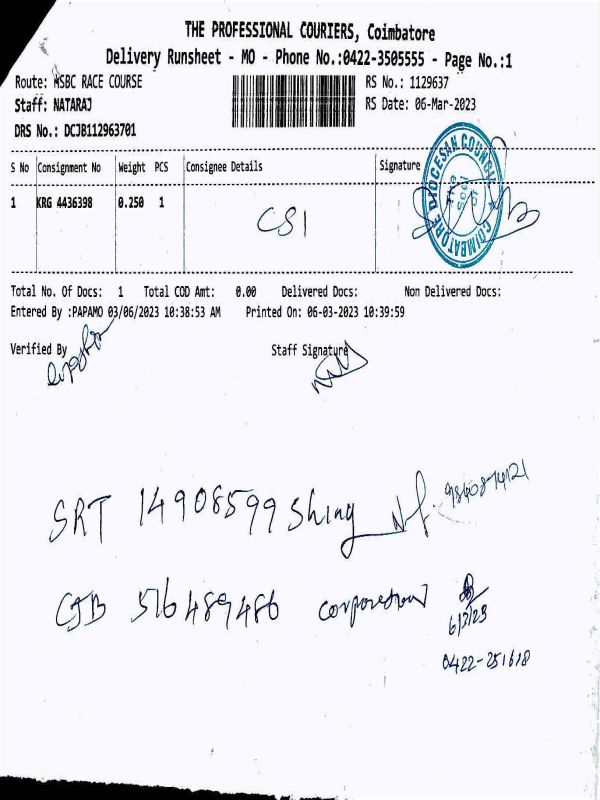 THE PROFESSIONAL COURIERS, Coimbatore
Delivery Runsheet - MO - Phone No.:0422-3505555 - Page No.:1
Route: HSBC RACE COURSE
RS No.: 1129637
Staff: NATARAJ
RS Date: 06-Mar-2023
DRS No.: DCJB112963701
S No Consignment No Weight PCS Consignee Details Signature
1 KRG 4436398 0.250 1 CSI
COIMBATORE DIOCESAN COUNCIL
Total No. Of Docs: 1 Total COD Amt: 0.00 Delivered Docs: Non Delivered Docs:
Entered By :PAPAMO 03/06/2023 10:38:53 AM Printed On: 06-03-2023 10:39:59
Verified By Staff Signature
SRT 14908599 Shing
CJB 516489486 Corporation
6/3/23
0422-251618